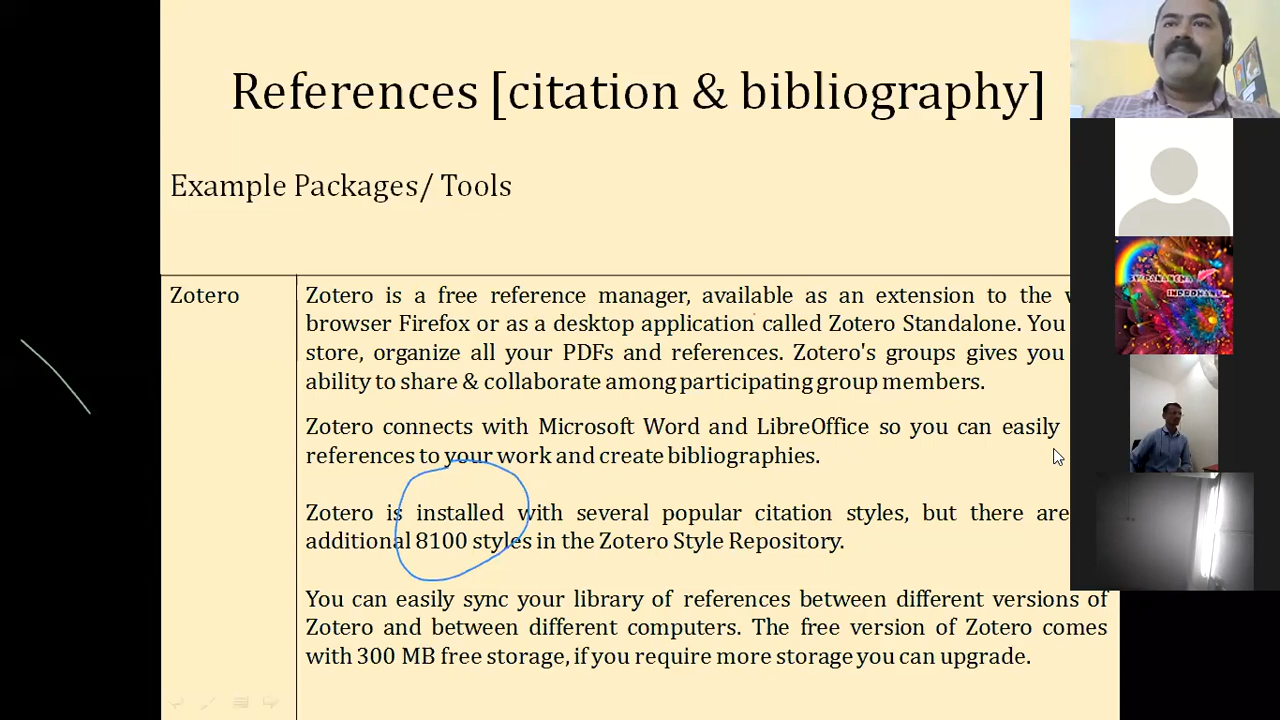 References [citation & bibliography]
Example Packages/ Tools
Zotero
Zotero is a free reference manager, available as an extension to the
browser Firefox or as a desktop application called Zotero Standalone. You
store, organize all your PDFs and references. Zotero's groups gives you
ability to share & collaborate among participating group members.
Zotero connects with Microsoft Word and LibreOffice so you can easily
references to your work and create bibliographies.
Zotero is installed with several popular citation styles, but there are
additional 8100 styles in the Zotero Style Repository.
You can easily sync your library of references between different versions of
Zotero and between different computers. The free version of Zotero comes
with 300 MB free storage, if you require more storage you can upgrade.